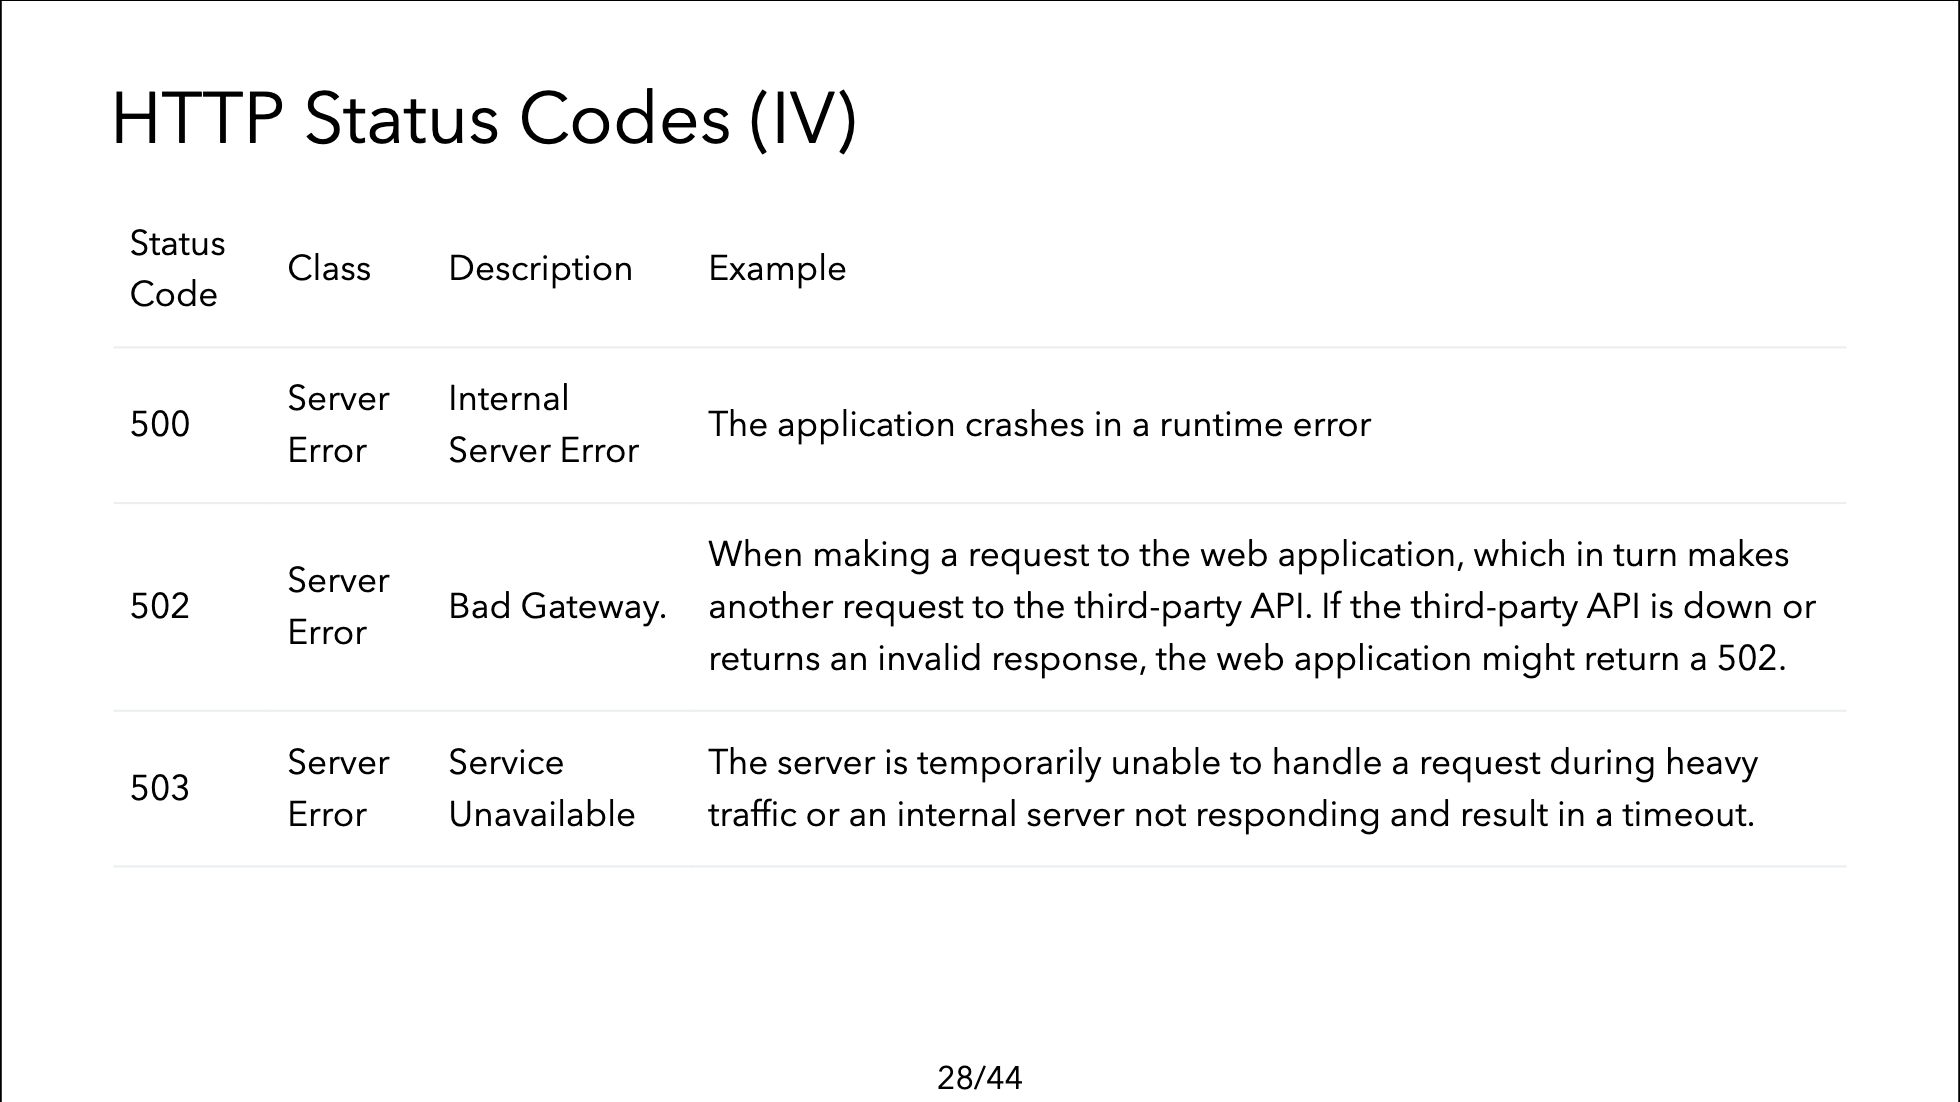 HTTP Status Codes (IV)
Status
Code
Class
Description
Example
500
Server
Error
Internal
Server Error
The application crashes in a runtime error
502
Server
Error
Bad Gateway.
When making a request to the web application, which in turn makes
another request to the third-party API. If the third-party API is down or
returns an invalid response, the web application might return a 502.
503
Server
Error
Service
Unavailable
The server is temporarily unable to handle a request during heavy
traffic or an internal server not responding and result in a timeout.
28/44